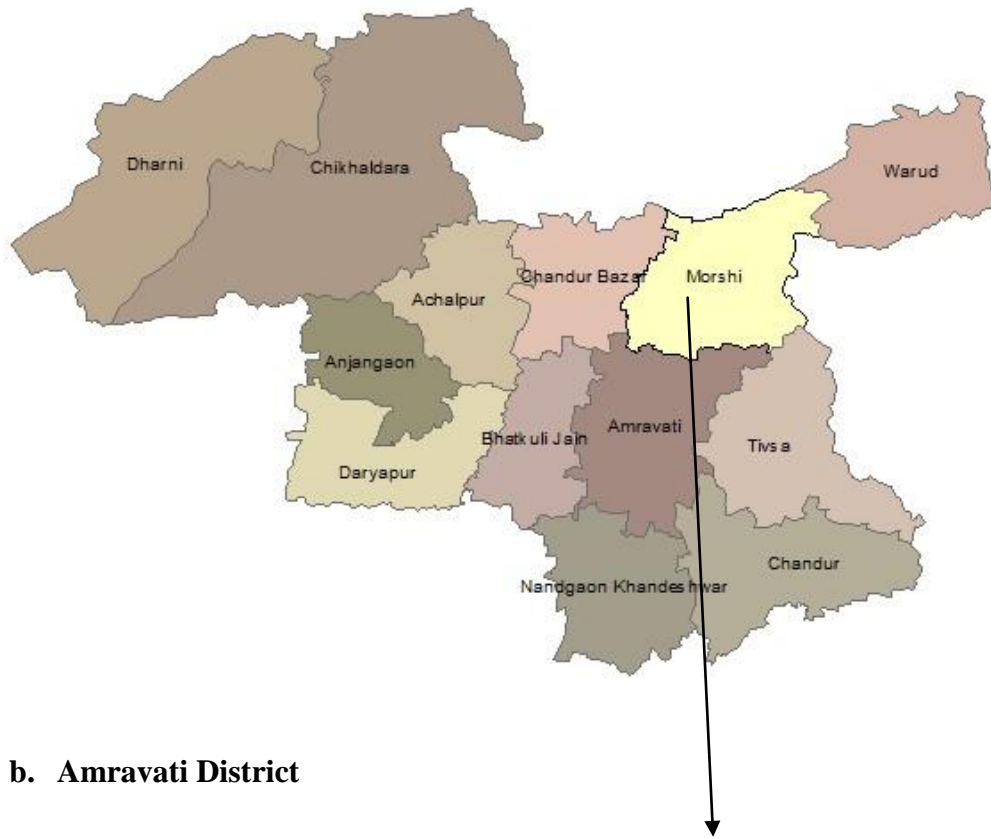 Dharni
Chikhaldara
Warud
Chandur Bazar
Morshi
Achalpur
Anjangaon
Amravati
Bhatkuli Jain
Tivsa
Daryapur
Chandur
Nandgaon Khandeshwar
b. Amravati District